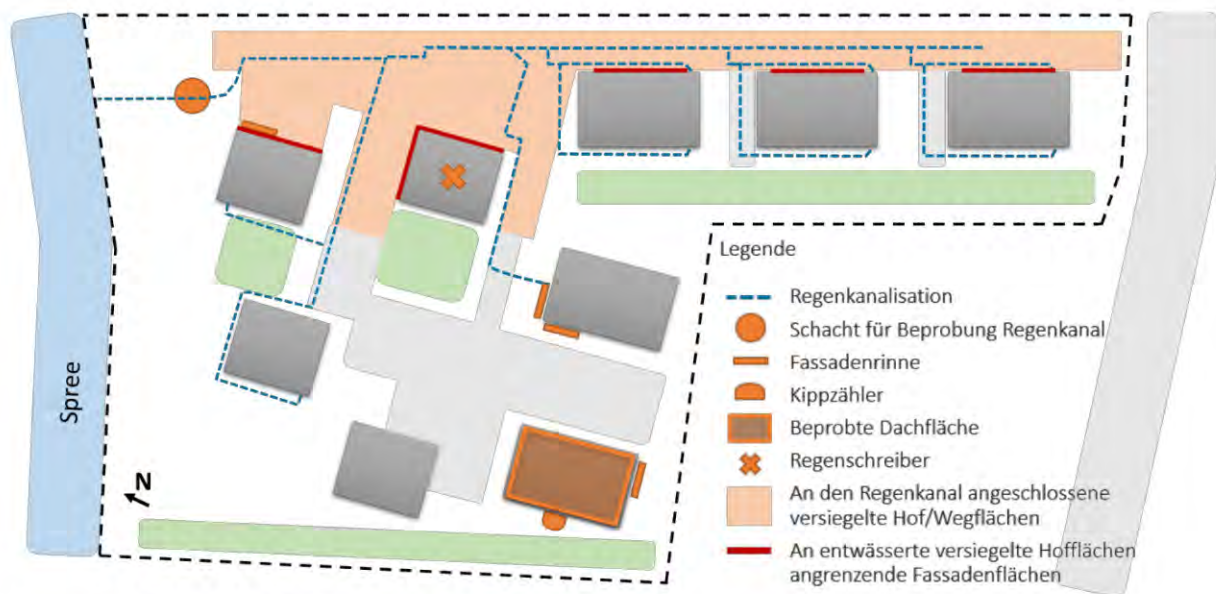 Spree
N
Legende
Regenkanalisation
Schacht für Beprobung Regenkanal
Fassadenrinne
Kippzähler
Beprobte Dachfläche
Regenschreiber
An den Regenkanal angeschlossene
versiegelte Hof/Wegflächen
An entwässerte versiegelte Hofflächen
angrenzende Fassadenflächen